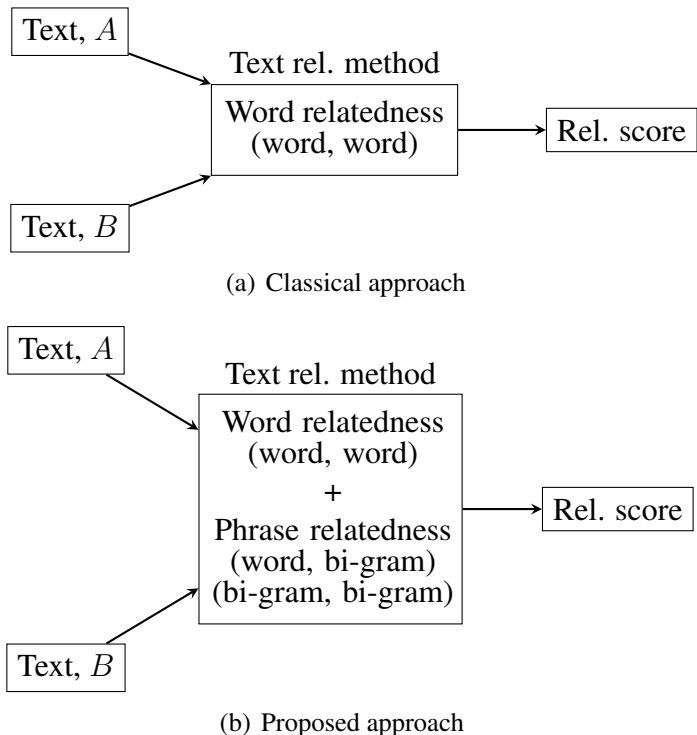 Text, A
Text rel. method
Word relatedness
(word, word)
Rel. score
Text, B
(a) Classical approach
Text, A
Text rel. method
Word relatedness
(word, word)
+
Phrase relatedness
(word, bi-gram)
(bi-gram, bi-gram)
Rel. score
Text, B
(b) Proposed approach